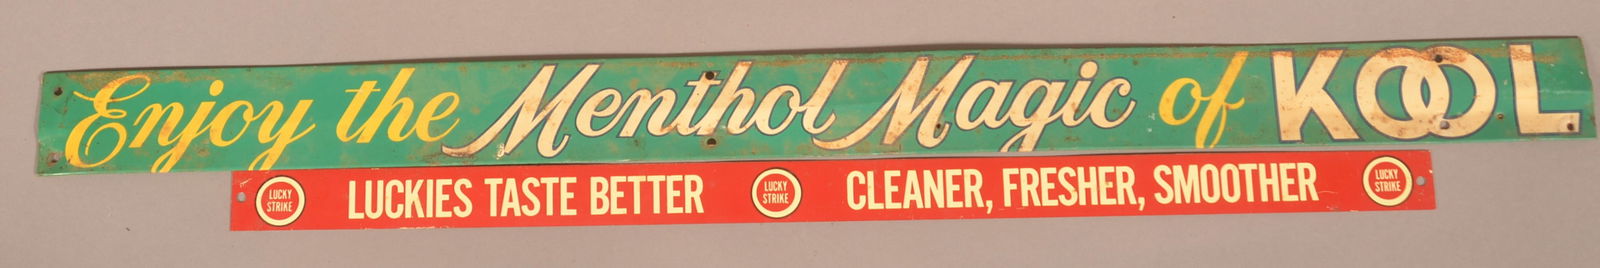 Enjoy the Menthol Magic of KOOL
LUCKY STRIKE LUCKIES TASTE BETTER LUCKY STRIKE CLEANER, FRESHER, SMOOTHER LUCKY STRIKE